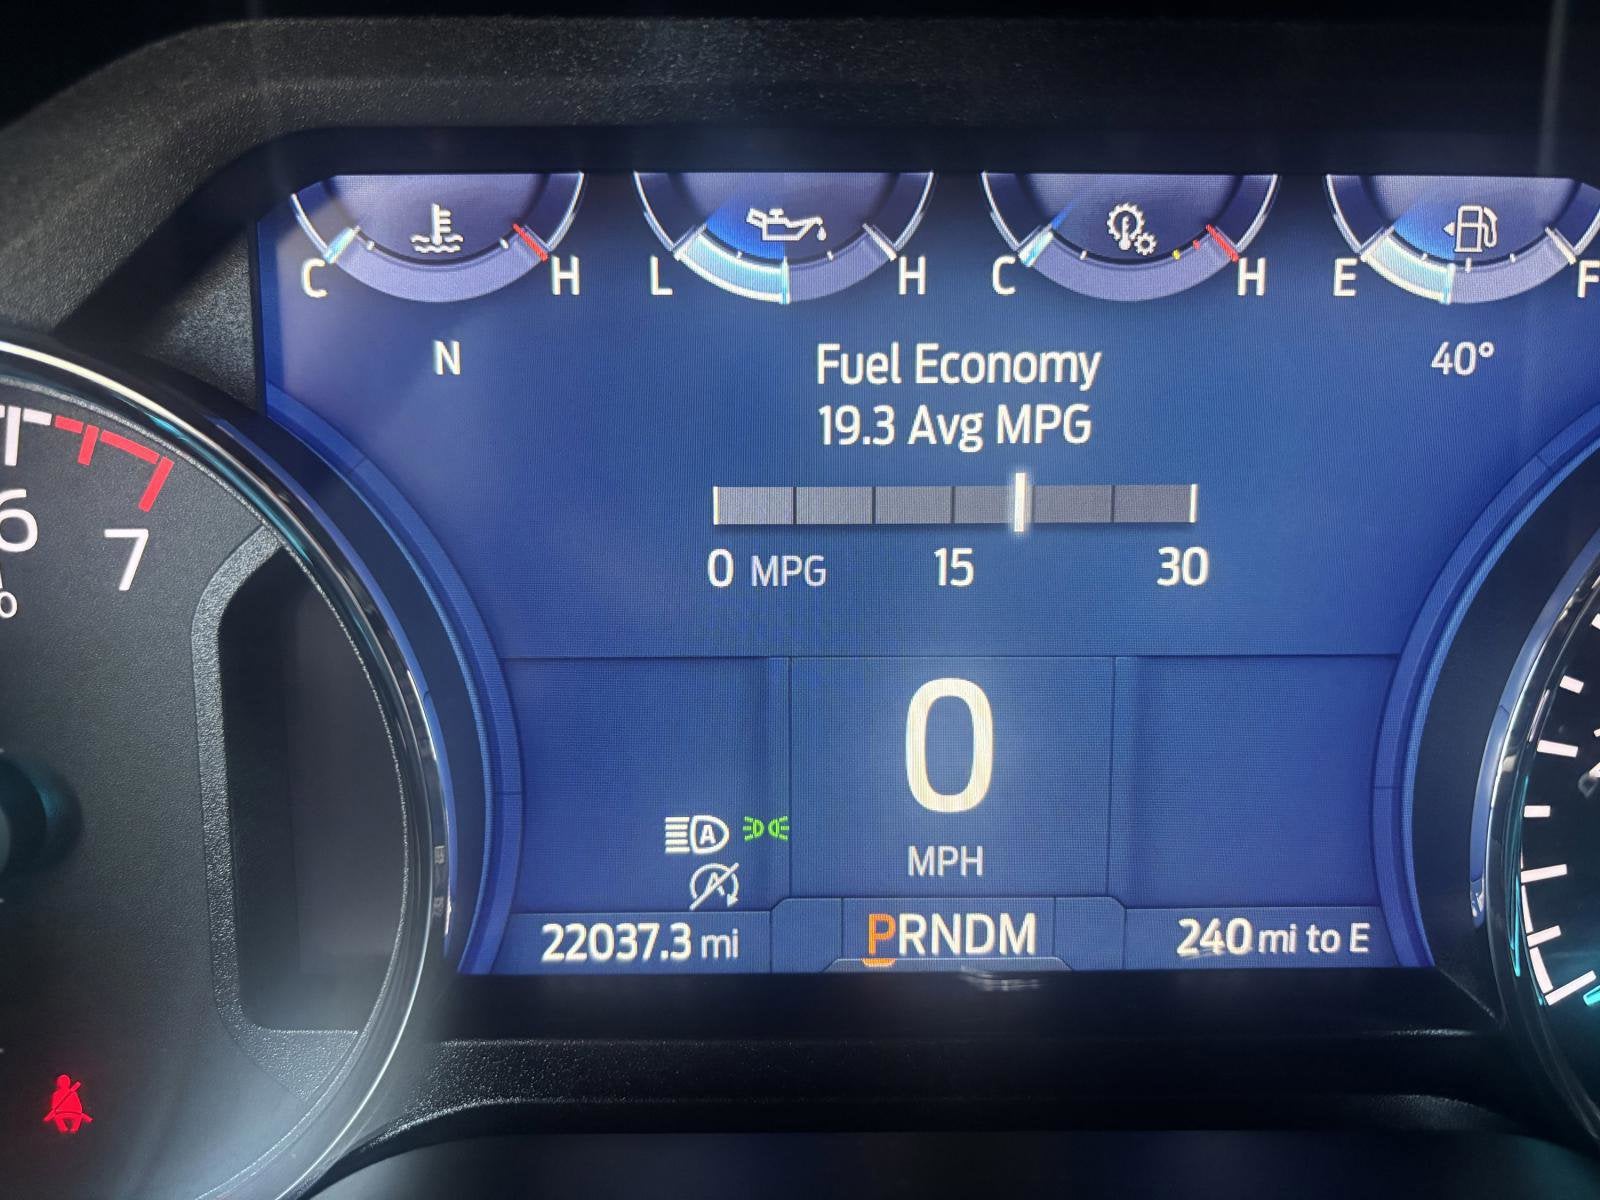 C H L H C H E F
N
40°
Fuel Economy
19.3 Avg MPG
0 MPG 15 30
6
7
0
MPH
A
A
22037.3 mi
PRNDM
240 mi to E